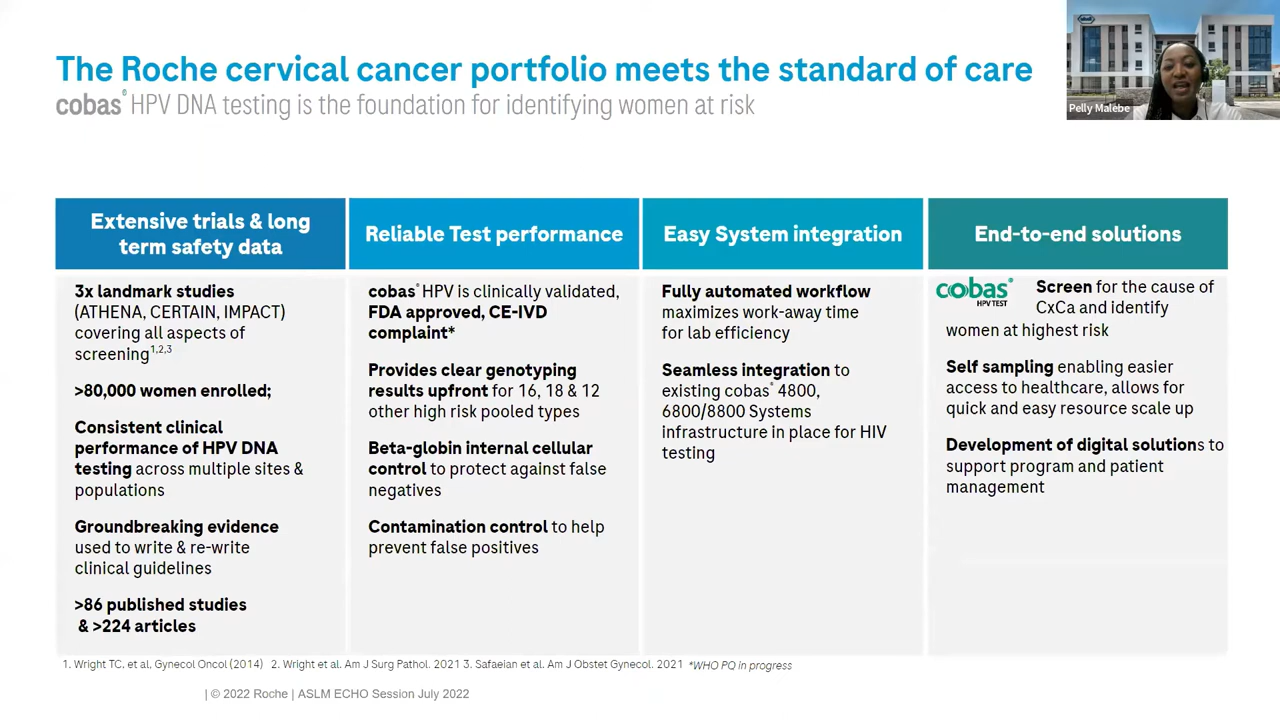 The Roche cervical cancer portfolio meets the standard of care
cobas® HPV DNA testing is the foundation for identifying women at risk
Pelly Malebe
Extensive trials & long
term safety data
3x landmark studies
(ATHENA, CERTAIN, IMPACT)
covering all aspects of
screening1,2,3
>80,000 women enrolled;
Consistent clinical
performance of HPV DNA
testing across multiple sites &
populations
Groundbreaking evidence
used to write & re-write
clinical guidelines
>86 published studies
& >224 articles
Reliable Test performance
cobas® HPV is clinically validated,
FDA approved, CE-IVD
complaint*
Provides clear genotyping
results upfront for 16, 18 & 12
other high risk pooled types
Beta-globin internal cellular
control to protect against false
negatives
Contamination control to help
prevent false positives
Easy System integration
Fully automated workflow
maximizes work-away time
for lab efficiency
Seamless integration to
existing cobas® 4800,
6800/8800 Systems
infrastructure in place for HIV
testing
End-to-end solutions
cobas®
HPV TEST
Screen for the cause of
CxCa and identify
women at highest risk
Self sampling enabling easier
access to healthcare, allows for
quick and easy resource scale up
Development of digital solutions to
support program and patient
management
1. Wright TC, et al, Gynecol Oncol (2014) 2. Wright et al. Am J Surg Pathol. 2021 3. Safaeian et al. Am J Obstet Gynecol. 2021 *WHO PQ in progress
| © 2022 Roche | ASLM ECHO Session July 2022